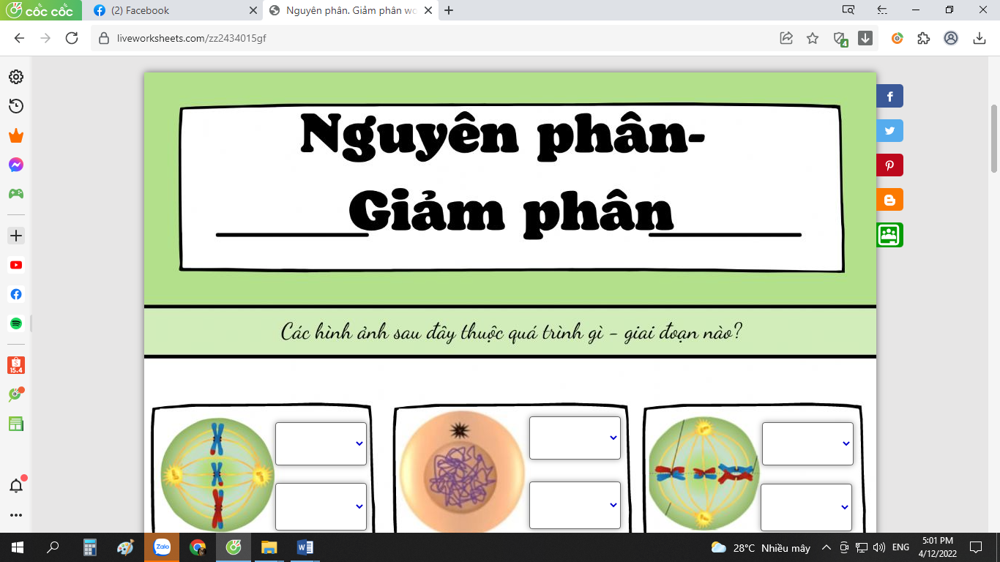 cốc cốc
(2) Facebook
Nguyên phân. Giảm phân wo
liveworksheets.com/zz2434015gf
4
Nguyên phân-
Giảm phân
Các hình ảnh sau đây thuộc quá trình gì - giai đoạn nào?
15.4
Zalo
28°C Nhiều mây
ENG
5:01 PM
4/12/2022